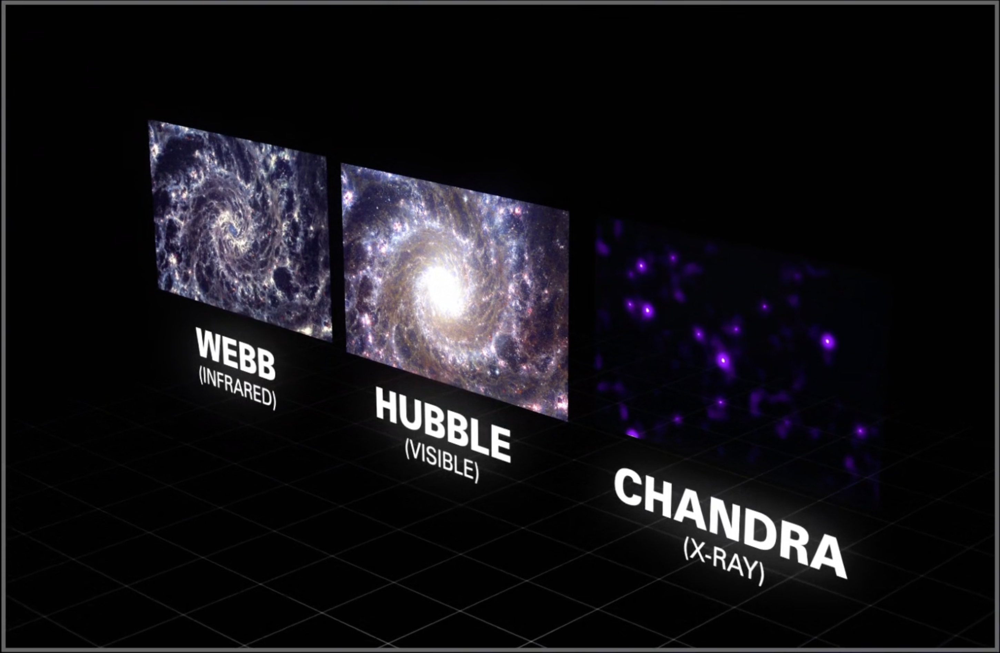 WEBB
(INFRARED)
HUBBLE
(VISIBLE)
CHANDRA
(X-RAY)